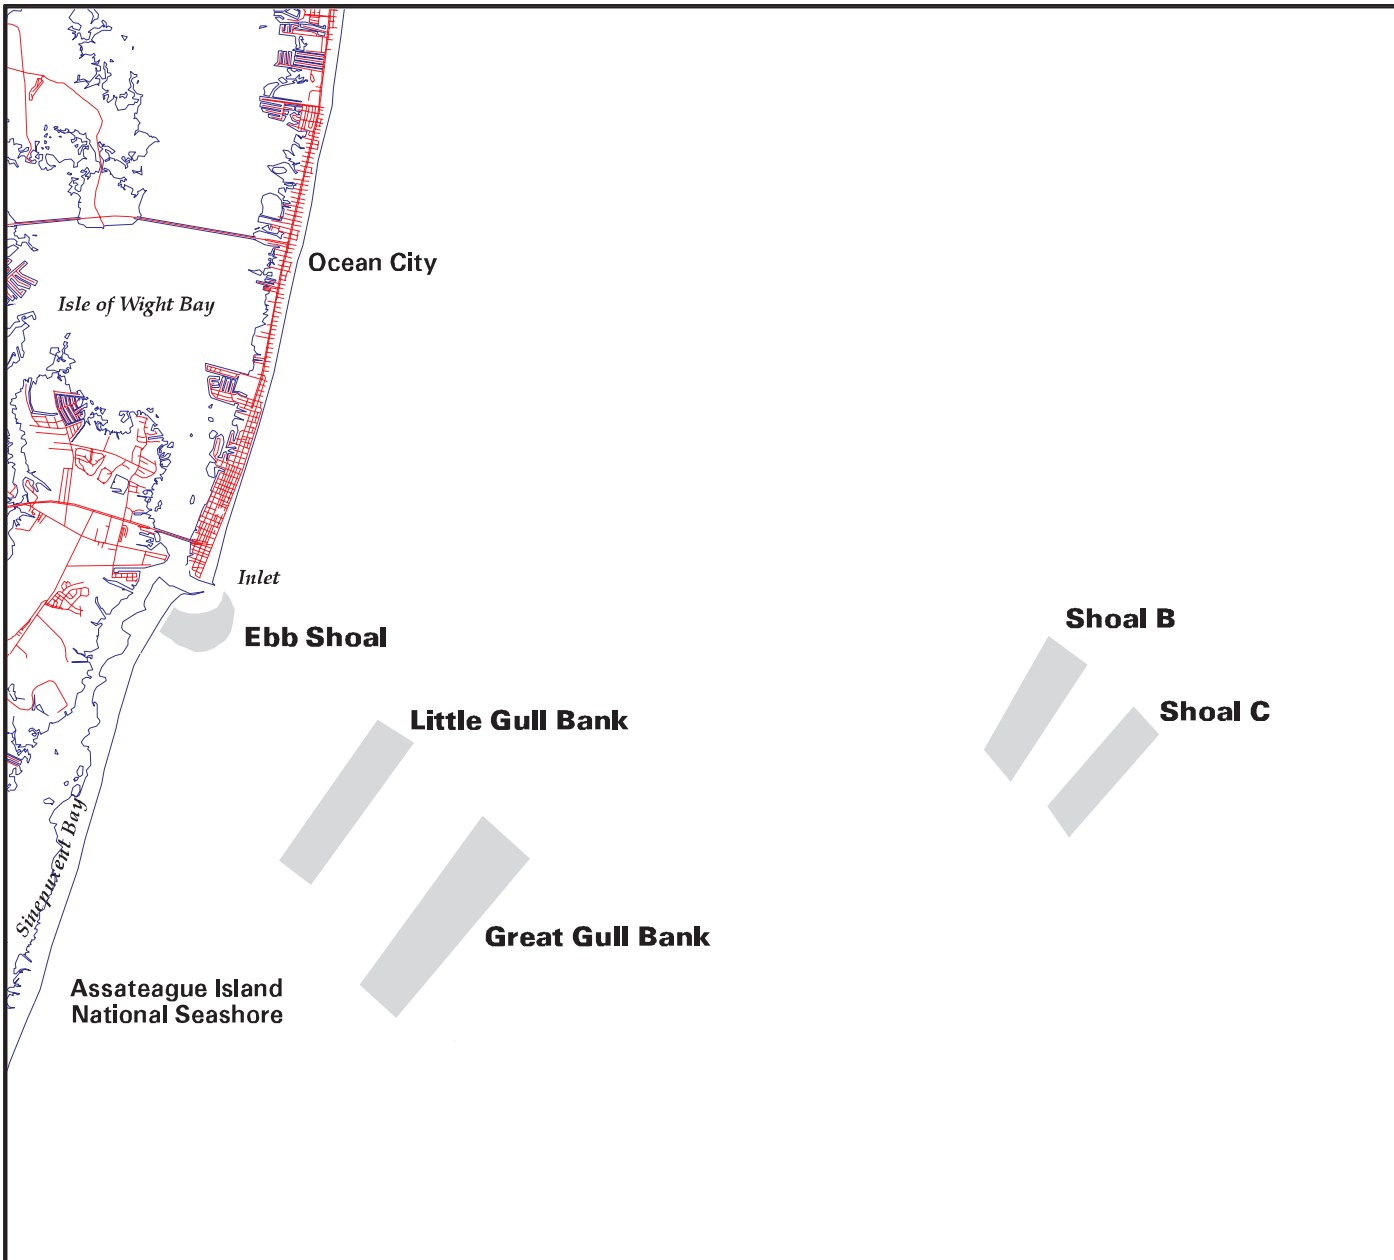 Ocean City
Isle of Wight Bay
Inlet
Ebb Shoal
Shoal B
Shoal C
Little Gull Bank
Sinepuxent Bay
Great Gull Bank
Assateague Island
National Seashore